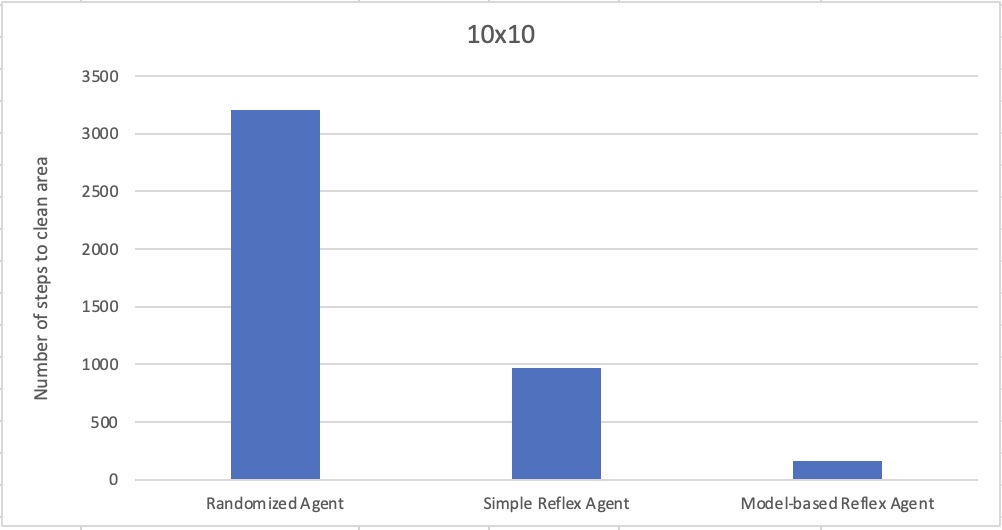 10x10
Number of steps to clean area
3500
3000
2500
2000
1500
1000
500
0
Randomized Agent
Simple Reflex Agent
Model-based Reflex Agent